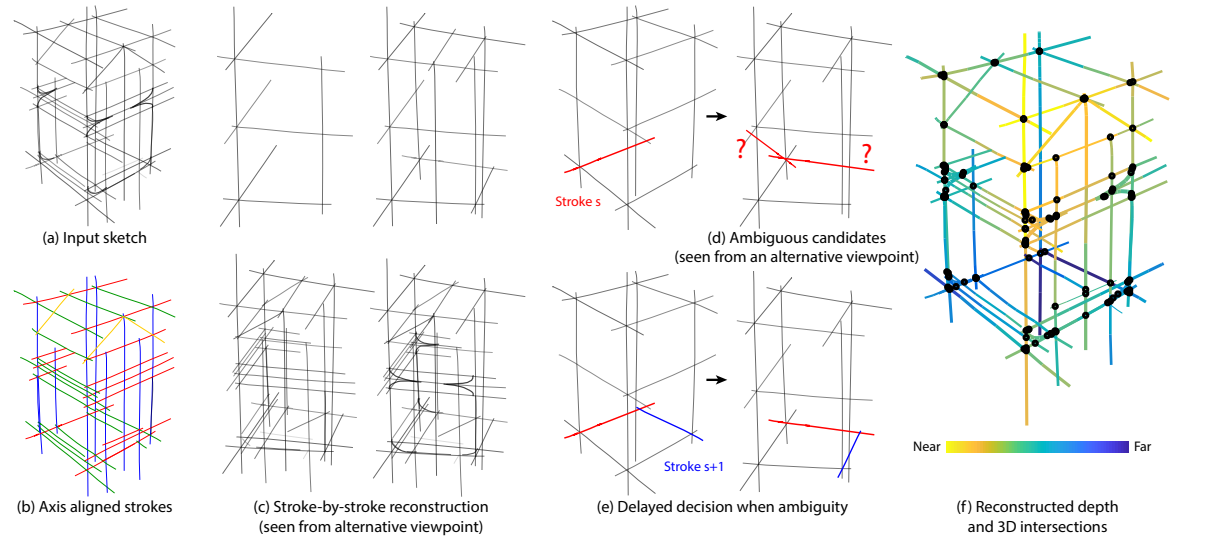 ?
?
Stroke s
(a) Input sketch
(d) Ambiguous candidates
(seen from an alternative viewpoint)
Near
Far
Stroke s+1
(b) Axis aligned strokes
(c) Stroke-by-stroke reconstruction
(seen from alternative viewpoint)
(e) Delayed decision when ambiguity
(f) Reconstructed depth
and 3D intersections